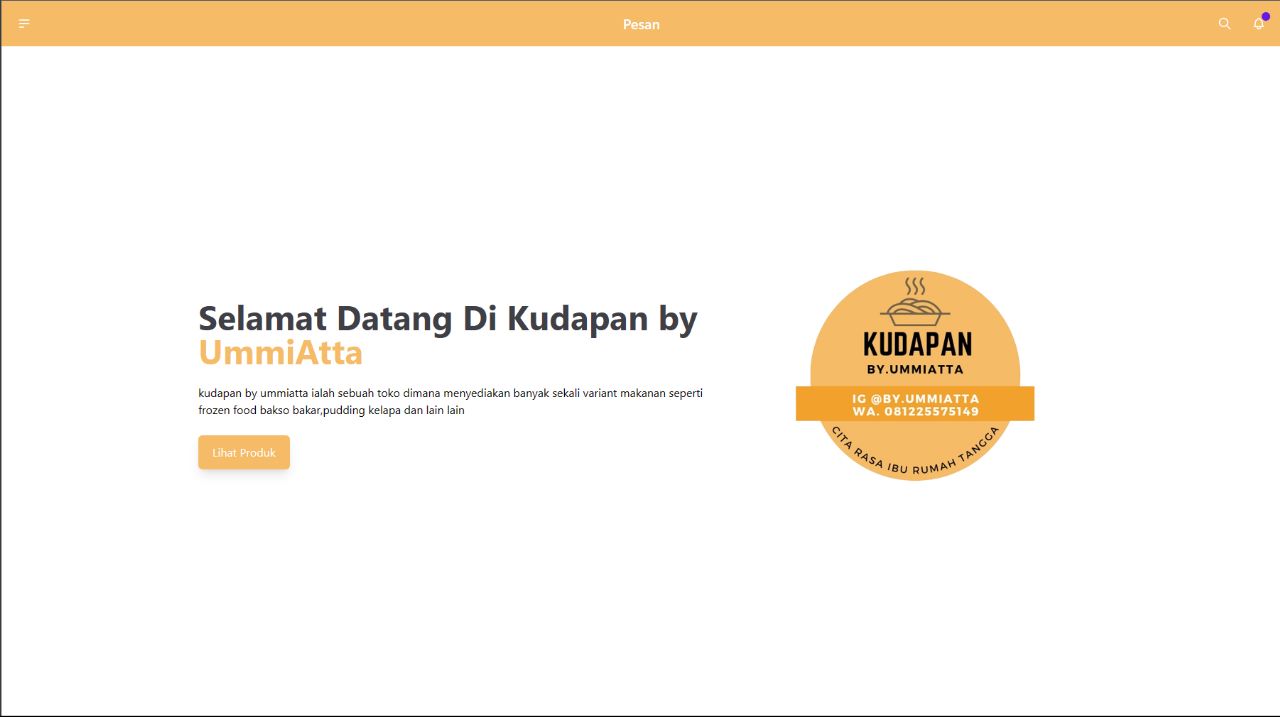 Pesan
Selamat Datang Di Kudapan by
UmmiAtta
kudapan by ummiatta ialah sebuah toko dimana menyediakan banyak sekali variant makanan seperti
frozen food bakso bakar,pudding kelapa dan lain lain
Lihat Produk
KUDAPAN
BY.UMMIATTA
IG @BY.UMMIATTA
WA. 081225575149
CITA RASA IBU RUMAH TANGGA